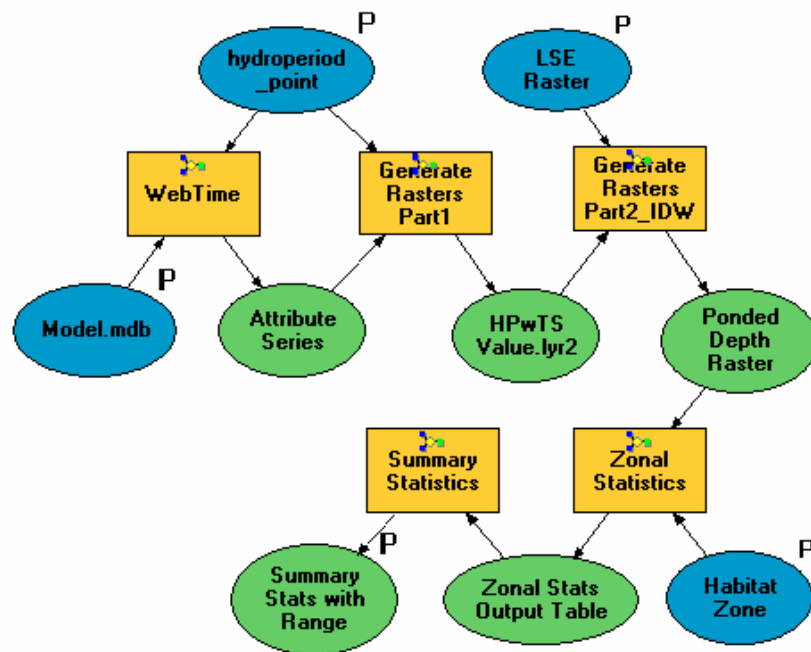 P
hydroperiod
_point
P
LSE
Raster
WebTime
Generate
Rasters
Part1
Generate
Rasters
Part2_IDW
P
Model.mdb
Attribute
Series
HPwTS
Value.lyr2
Ponded
Depth
Raster
Summary
Statistics
Zonal
Statistics
P
Summary
Stats with
Range
Zonal Stats
Output Table
P
Habitat
Zone